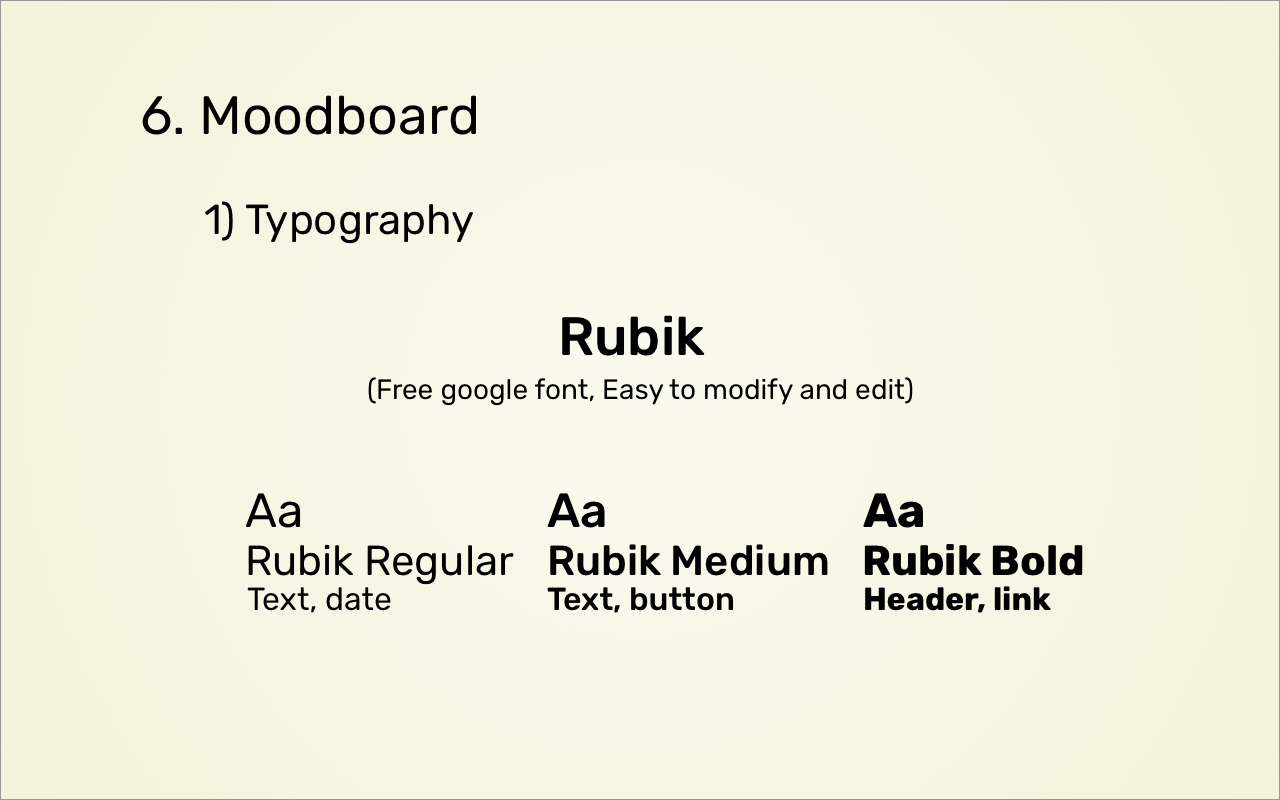 6. Moodboard
1) Typography
Rubik
(Free google font, Easy to modify and edit)
Aa
Rubik Regular
Text, date
Aa
Rubik Medium
Text, button
Aa
Rubik Bold
Header, link